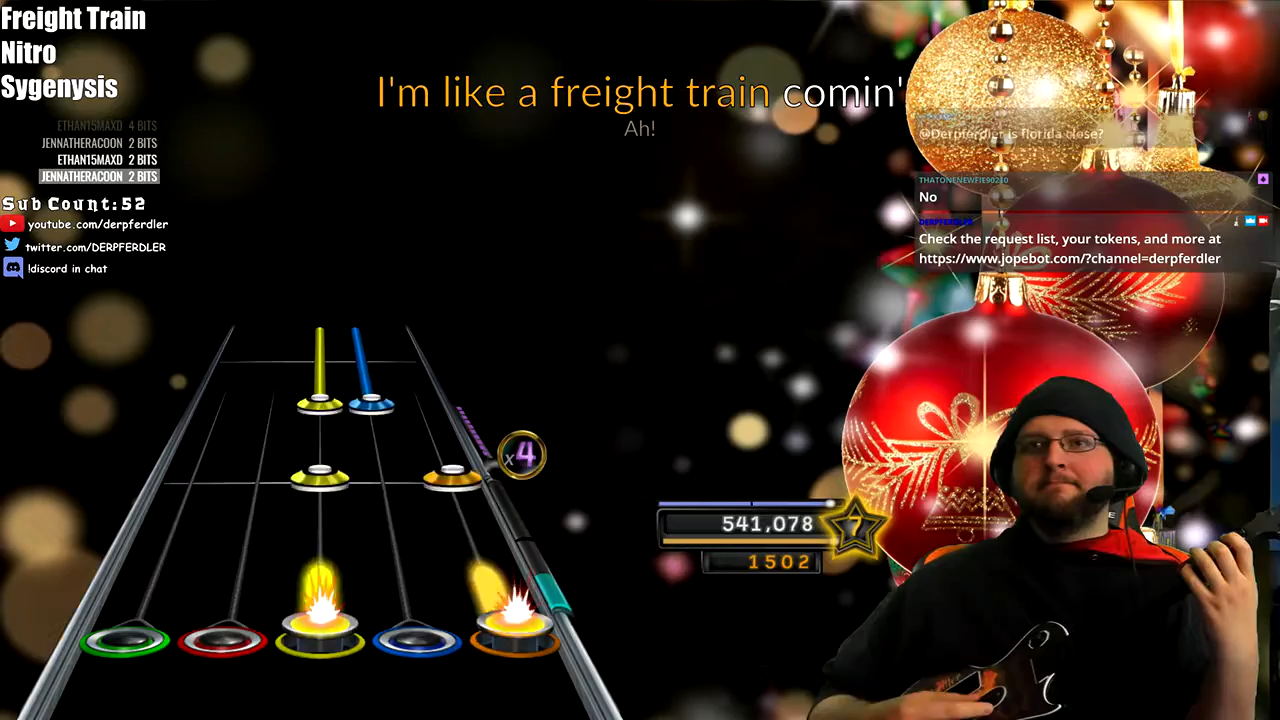 Freight Train
Nitro
Sygenysis
ETHAN15MAXD 4 BITS
JENNATHERACOON 2 BITS
ETHAN15MAXD 2 BITS
JENNATHERACOON 2 BITS
Sub Count:52
youtube.com/derpferdler
twitter.com/DERPFERDLER
!discord in chat
I'm like a freight train comin'
Ah!
@Derpferdler is florida close?
THATONENEWFIE90210
No
DERPFERDLER
Check the request list, your tokens, and more at
https://www.jopebot.com/?channel=derpferdler
x4
541,078
7
1502